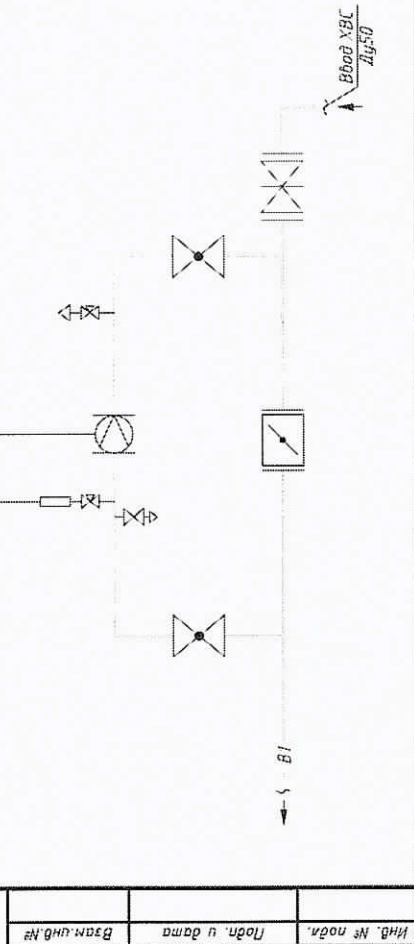 Ввод ХВС
Ду50
В1
Взам.инв.№
Подп. и дата
Инв. № подл.